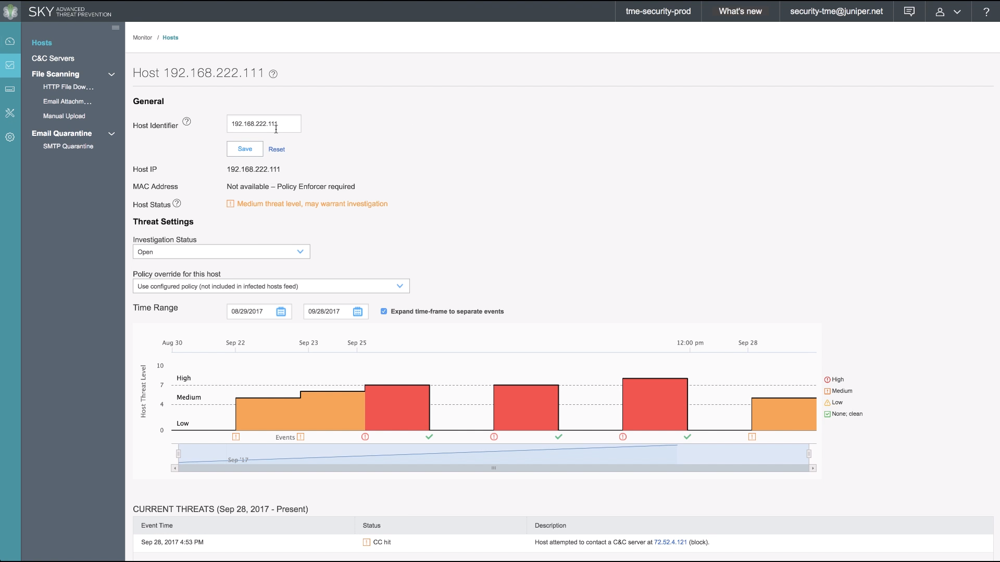 SKY ADVANCED THREAT PREVENTION
tme-security-prod
What's new
security-tme@juniper.net
?
Hosts
C&C Servers
File Scanning
HTTP File Dow...
Email Attachm...
Manual Upload
Email Quarantine
SMTP Quarantine
Monitor / Hosts
Host 192.168.222.111 ?
General
Host Identifier ? 192.168.222.111
Save Reset
Host IP 192.168.222.111
MAC Address Not available – Policy Enforcer required
Host Status ? ! Medium threat level, may warrant investigation
Threat Settings
Investigation Status
Open
Policy override for this host
Use configured policy (not included in infected hosts feed)
Time Range 08/29/2017 09/28/2017 Expand time-frame to separate events
Aug 30 Sep 22 Sep 23 Sep 25 12:00 pm Sep 28
Host Threat Level
10
High
7
Medium
4
Low
0
Events
Sep '17
High
Medium
Low
None; clean
CURRENT THREATS (Sep 28, 2017 - Present)
Event Time Status Description
Sep 28, 2017 4:53 PM ! CC hit Host attempted to contact a C&C server at 72.52.4.121 (block).